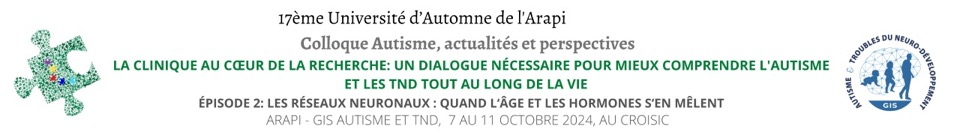 17ème Université d’Automne de l'Arapi
Colloque Autisme, actualités et perspectives
LA CLINIQUE AU CŒUR DE LA RECHERCHE: UN DIALOGUE NÉCESSAIRE POUR MIEUX COMPRENDRE L'AUTISME
ET LES TND TOUT AU LONG DE LA VIE
ÉPISODE 2: LES RÉSEAUX NEURONAUX : QUAND L’ÂGE ET LES HORMONES S’EN MÊLENT
ARAPI - GIS AUTISME ET TND,  7 AU 11 OCTOBRE 2024, AU CROISIC
AUTISME & TROUBLES DU NEURO-DÉVELOPPEMENT
GIS